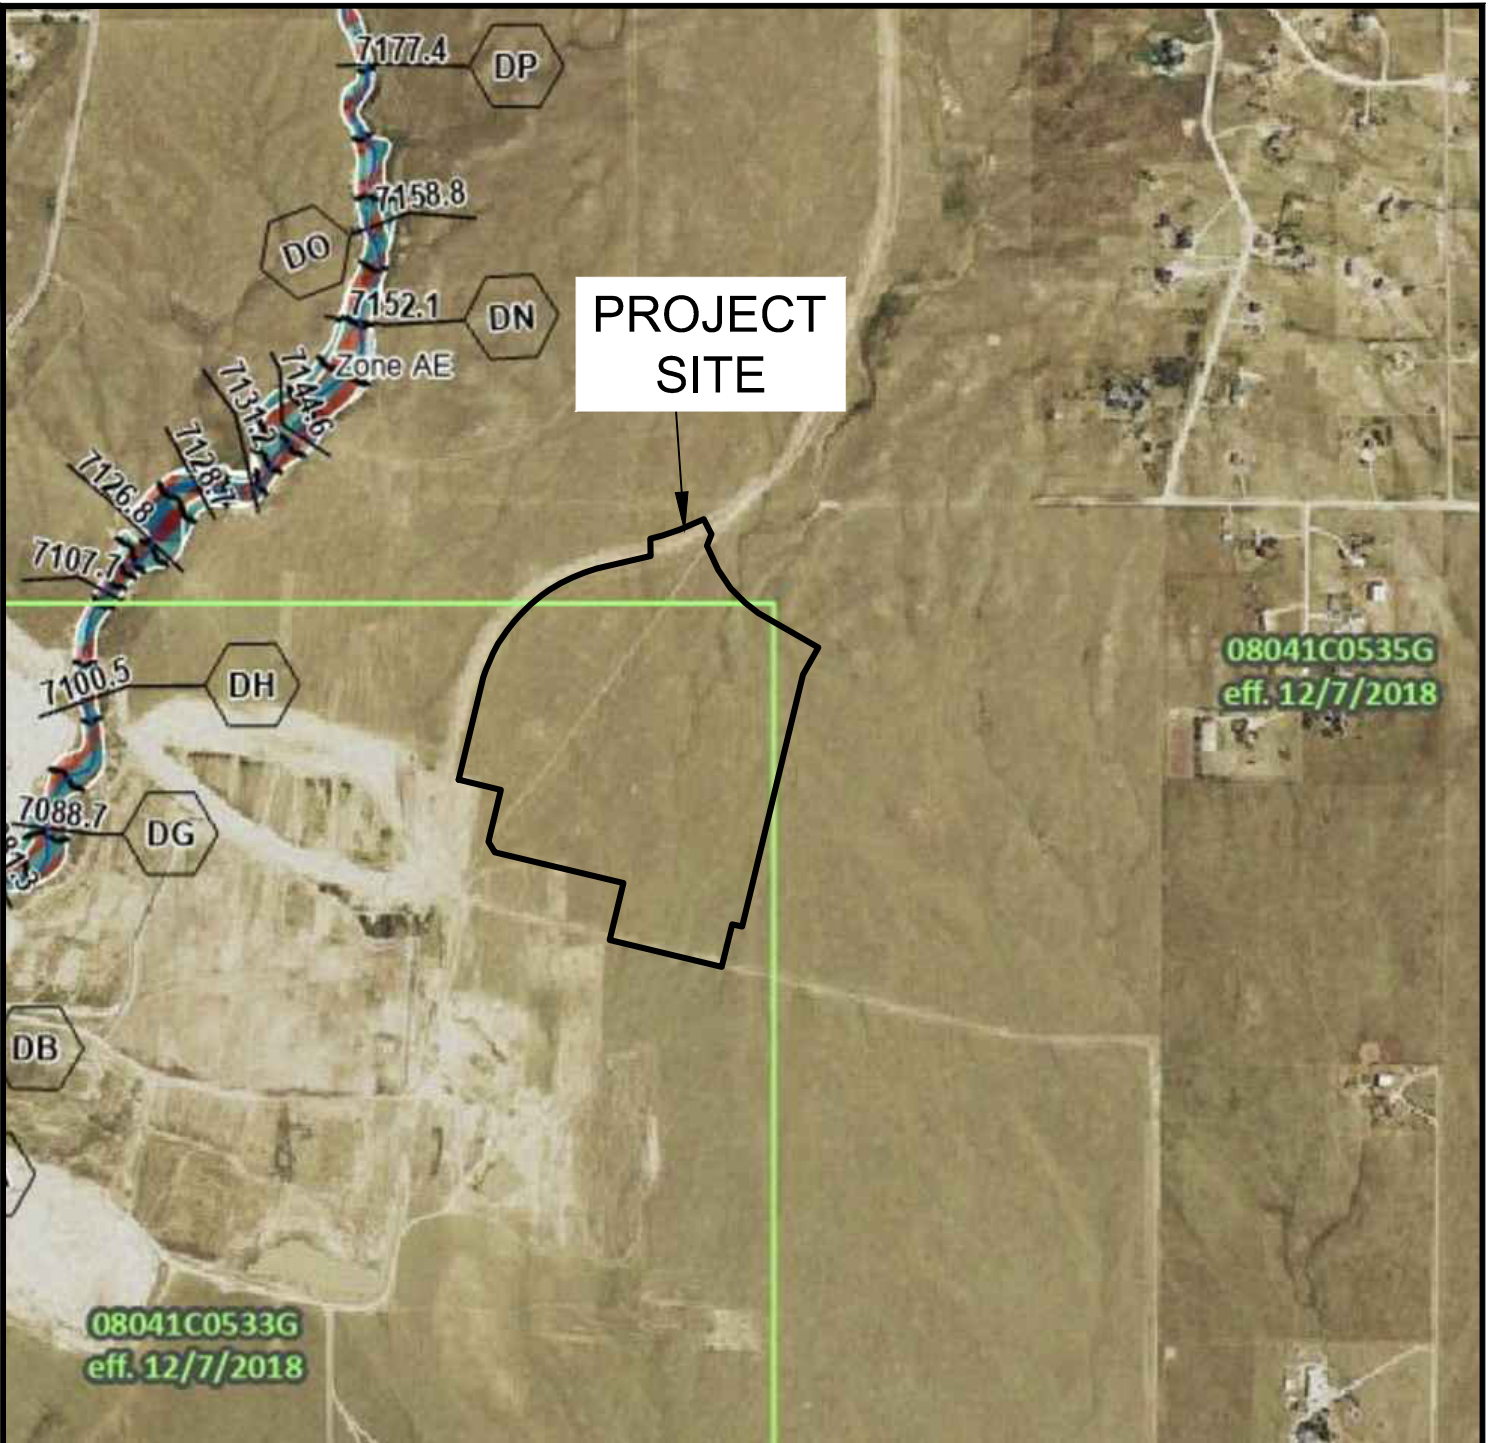 7177.4
DP
7158.8
DO
7152.1
DN
Zone AE
PROJECT
SITE
7144.6
7131.2
7128.7
7126.8
7107.7
08041C0535G
eff. 12/7/2018
7100.5
DH
7088.7
DG
DB
08041C0533G
eff. 12/7/2018